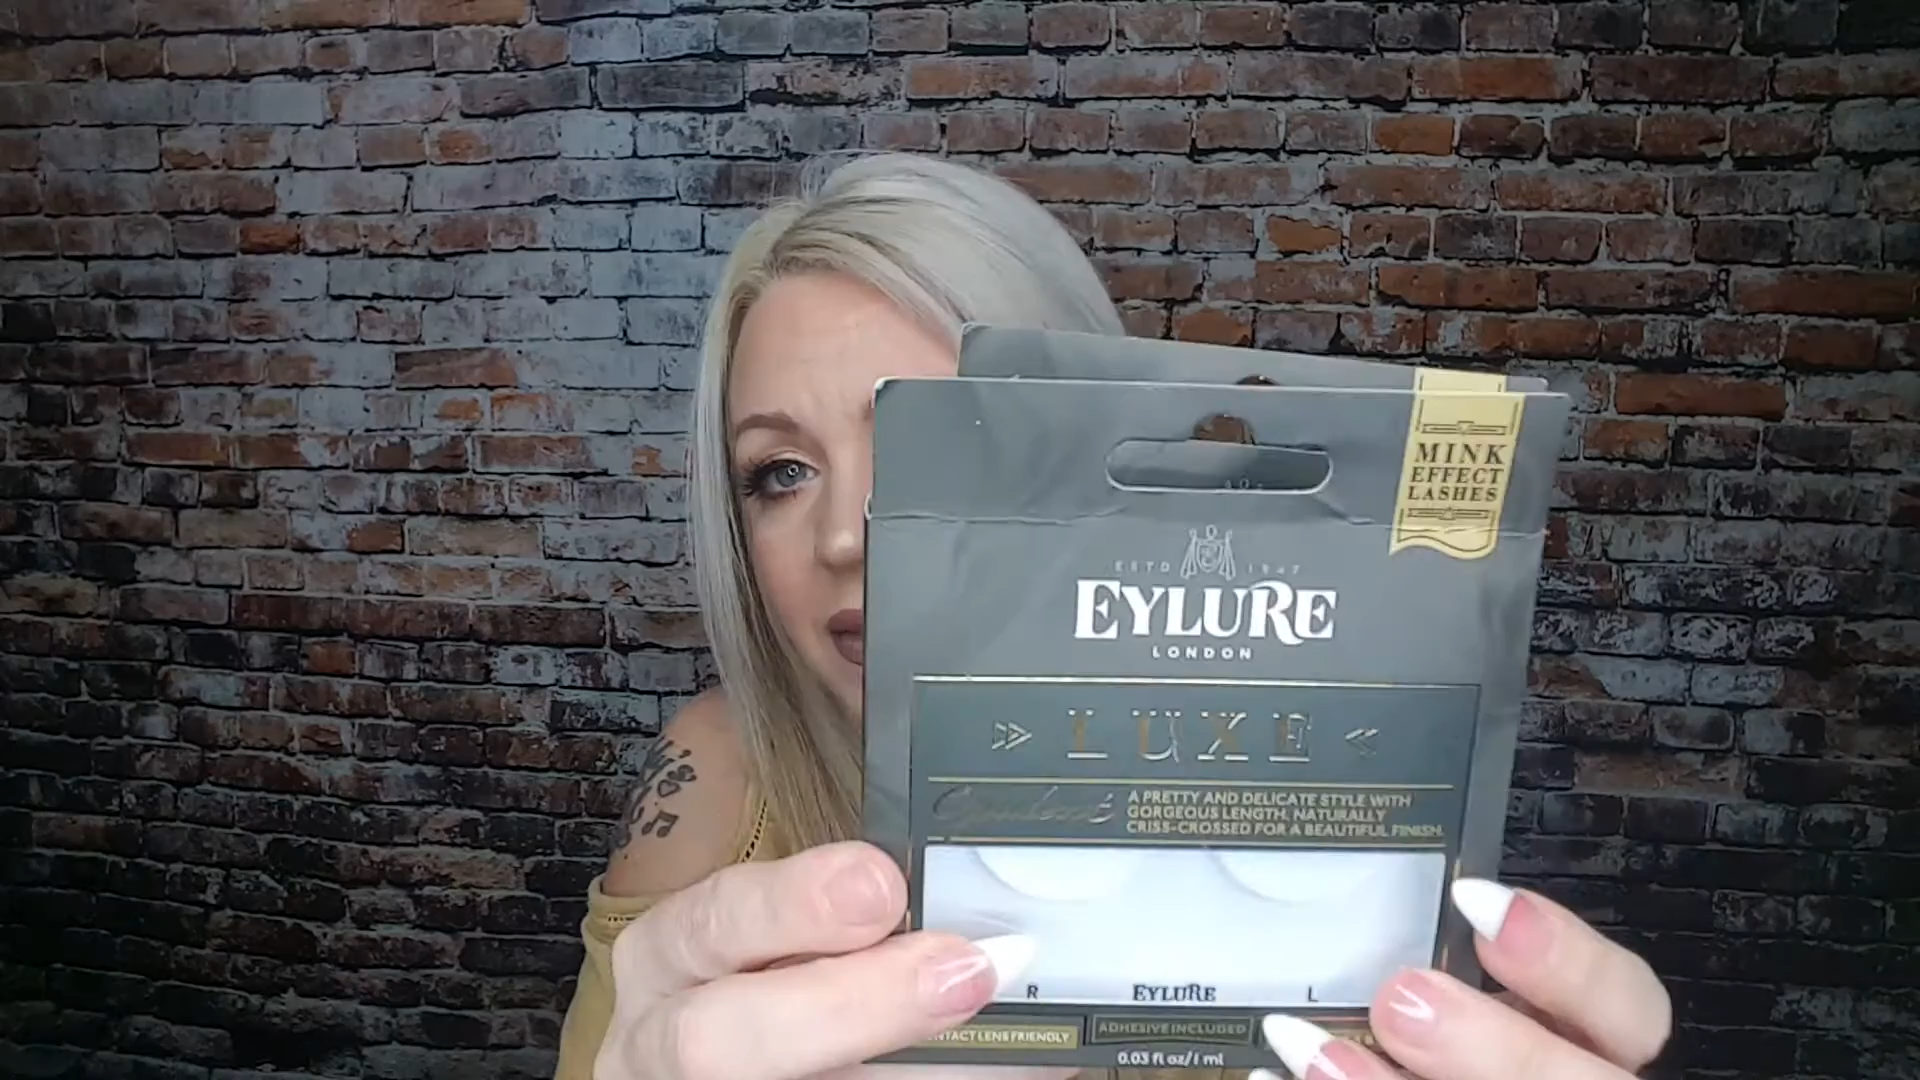 MINK
EFFECT
LASHES
ESTD 1947
EYLURE
LONDON
LUXE
Opulent
A PRETTY AND DELICATE STYLE WITH
GORGEOUS LENGTH. NATURALLY
CRISS-CROSSED FOR A BEAUTIFUL FINISH.
R EYLURE L
LENS FRIENDLY
ADHESIVE INCLUDED
0.03 fl oz/1 ml